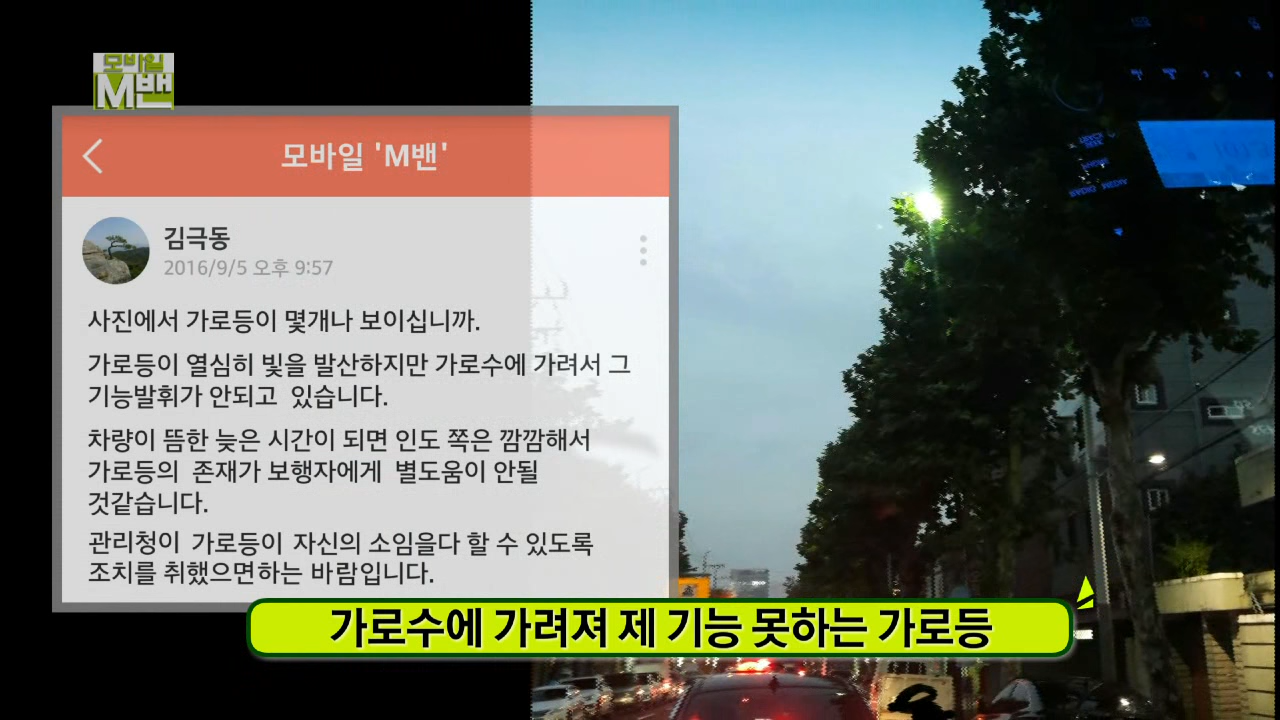 모바일
M밴
모바일 'M밴'
김극동
2016/9/5 오후 9:57
사진에서 가로등이 몇개나 보이십니까.
가로등이 열심히 빛을 발산하지만 가로수에 가려서 그
기능발휘가 안되고 있습니다.
차량이 뜸한 늦은 시간이 되면 인도 쪽은 깜깜해서
가로등의 존재가 보행자에게 별도움이 안될
것같습니다.
관리청이 가로등이 자신의 소임을다 할 수 있도록
조치를 취했으면하는 바람입니다.
가로수에 가려져 제 기능 못하는 가로등